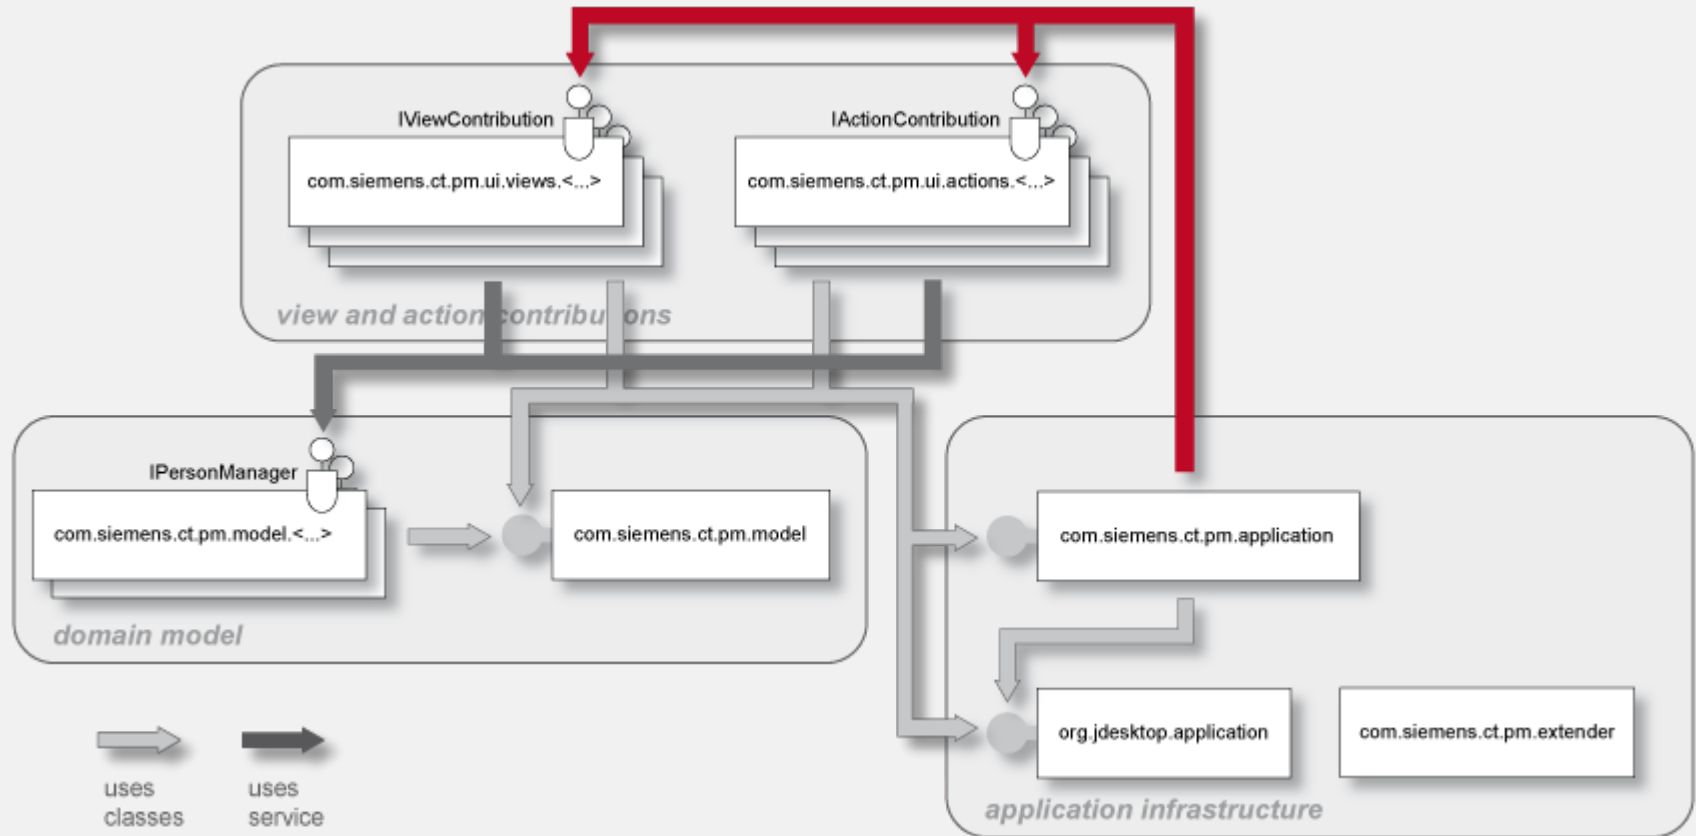 IViewContribution
IActionContribution
com.siemens.ct.pm.ui.views.<...>
com.siemens.ct.pm.ui.actions.<...>
view and action contributions
IPersonManager
com.siemens.ct.pm.model.<...>
com.siemens.ct.pm.model
com.siemens.ct.pm.application
domain model
org.jdesktop.application
com.siemens.ct.pm.extender
application infrastructure
uses
classes
uses
service